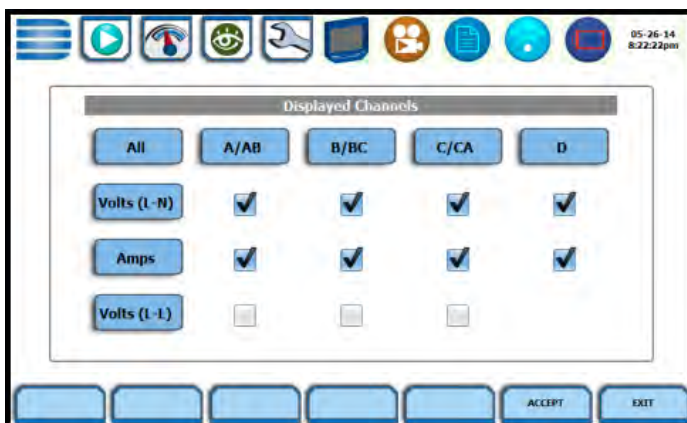 05-26-14
8:22:22pm
Displayed Channels
All A/AB B/BC C/CA D
Volts (L-N)
Amps
Volts (L-L)
ACCEPT EXIT